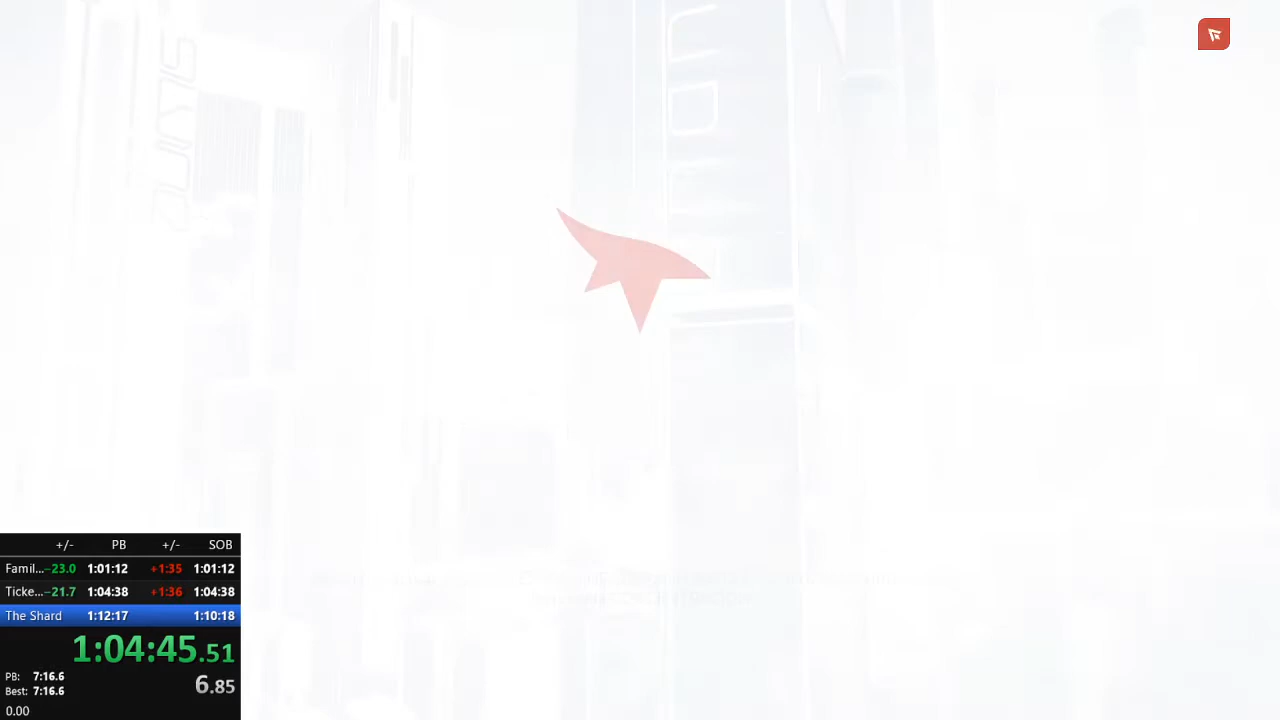 +/- PB +/- SOB
Famil... −23.0 1:01:12 +1:35 1:01:12
Ticke... −21.7 1:04:38 +1:36 1:04:38
The Shard 1:12:17 1:10:18
1:04:45.51
PB: 7:16.6
6.85
Best: 7:16.6
0.00